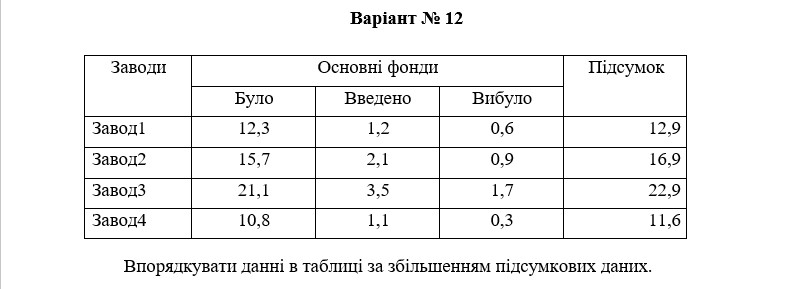 Варіант № 12
Заводи Основні фонди Підсумок
Було Введено Вибуло
Завод1 12,3 1,2 0,6 12,9
Завод2 15,7 2,1 0,9 16,9
Завод3 21,1 3,5 1,7 22,9
Завод4 10,8 1,1 0,3 11,6
Впорядкувати данні в таблиці за збільшенням підсумкових даних.